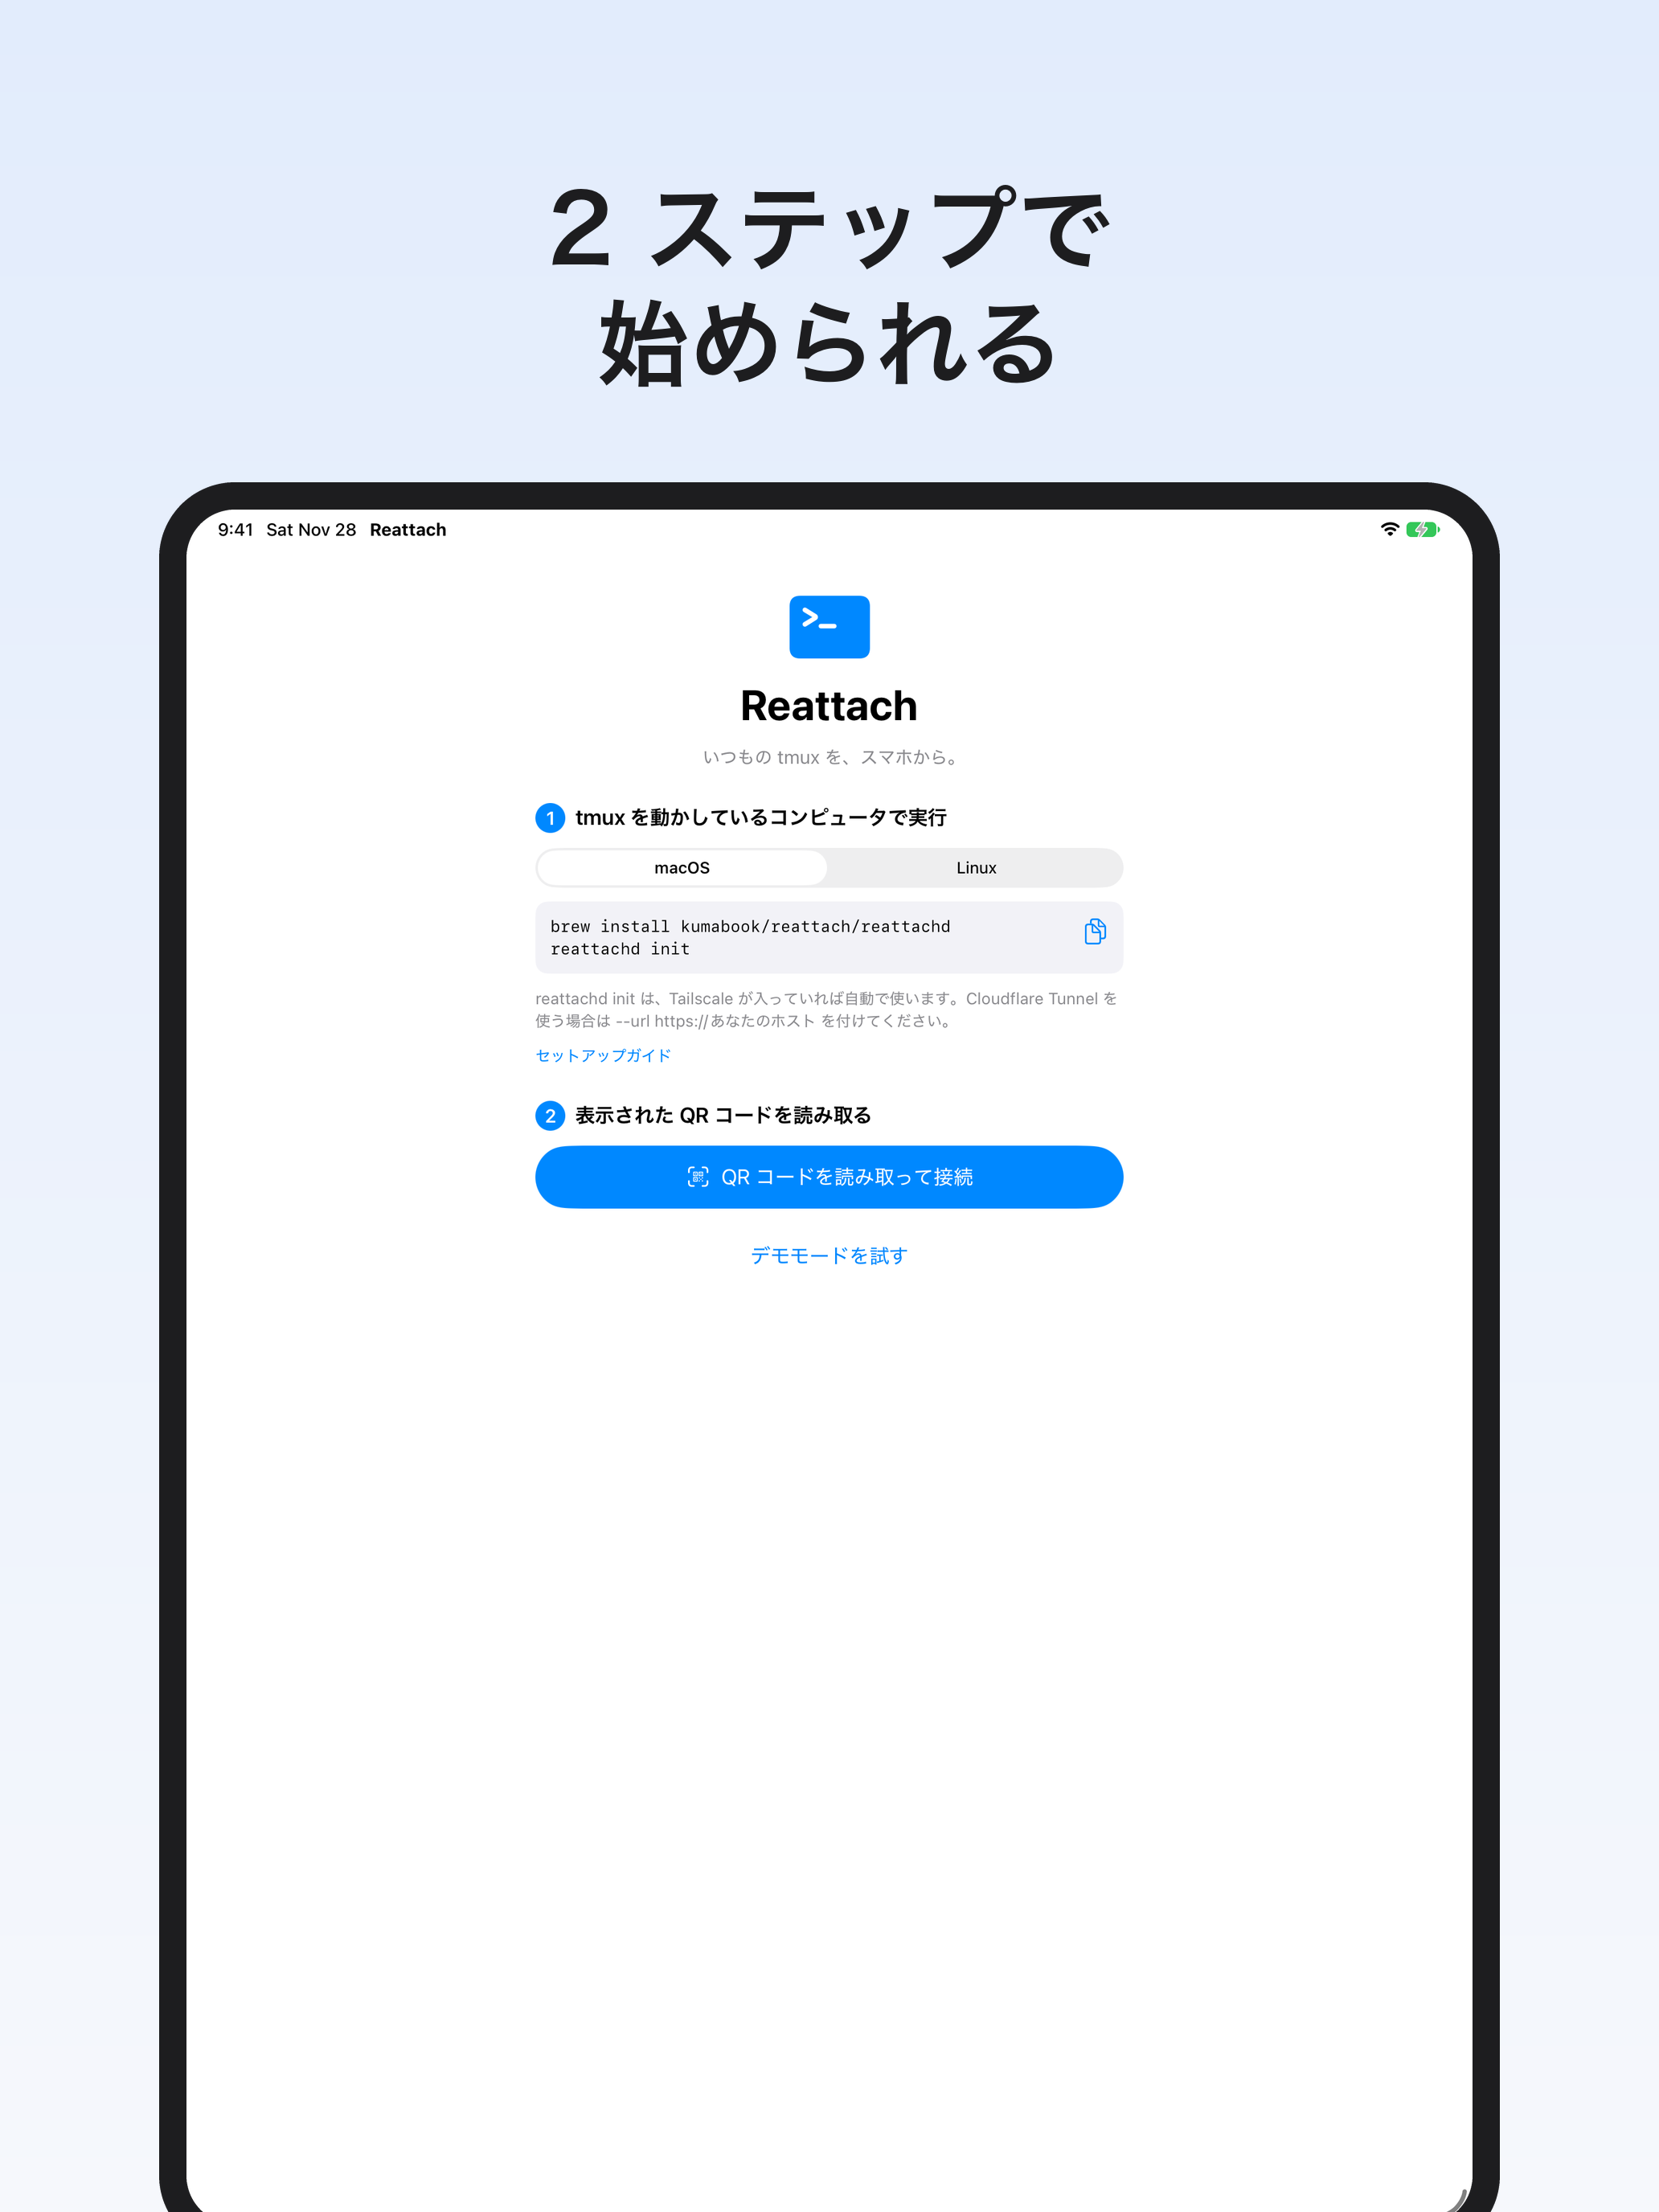 2 ステップで
始められる
9:41 Sat Nov 28 Reattach
Reattach
いつもの tmux を、スマホから。
1 tmux を動かしているコンピュータで実行
macOS Linux
brew install kumabook/reattach/reattachd
reattachd init
reattachd init は、Tailscale が入っていれば自動で使います。Cloudflare Tunnel を
使う場合は --url https://あなたのホスト を付けてください。
セットアップガイド
2 表示された QR コードを読み取る
QR コードを読み取って接続
デモモードを試す